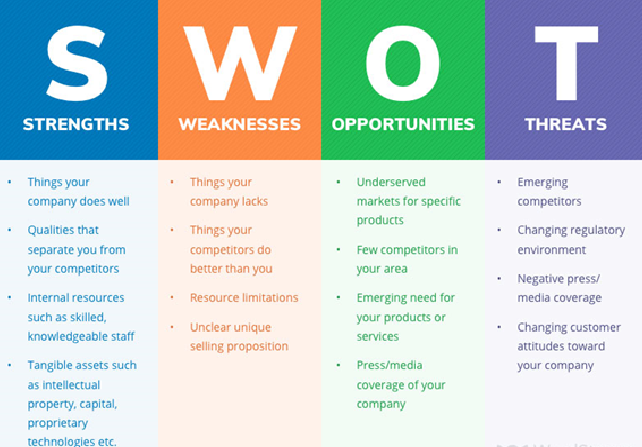 S
STRENGTHS
• Things your
company does well
• Qualities that
separate you from
your competitors
• Internal resources
such as skilled,
knowledgeable staff
• Tangible assets such
as intellectual
property, capital,
proprietary
technologies etc.
W
WEAKNESSES
• Things your
company lacks
• Things your
competitors do
better than you
• Resource limitations
• Unclear unique
selling proposition
O
OPPORTUNITIES
• Underserved
markets for specific
products
• Few competitors in
your area
• Emerging need for
your products or
services
• Press/media
coverage of your
company
T
THREATS
• Emerging
competitors
• Changing regulatory
environment
• Negative press/
media coverage
• Changing customer
attitudes toward
your company